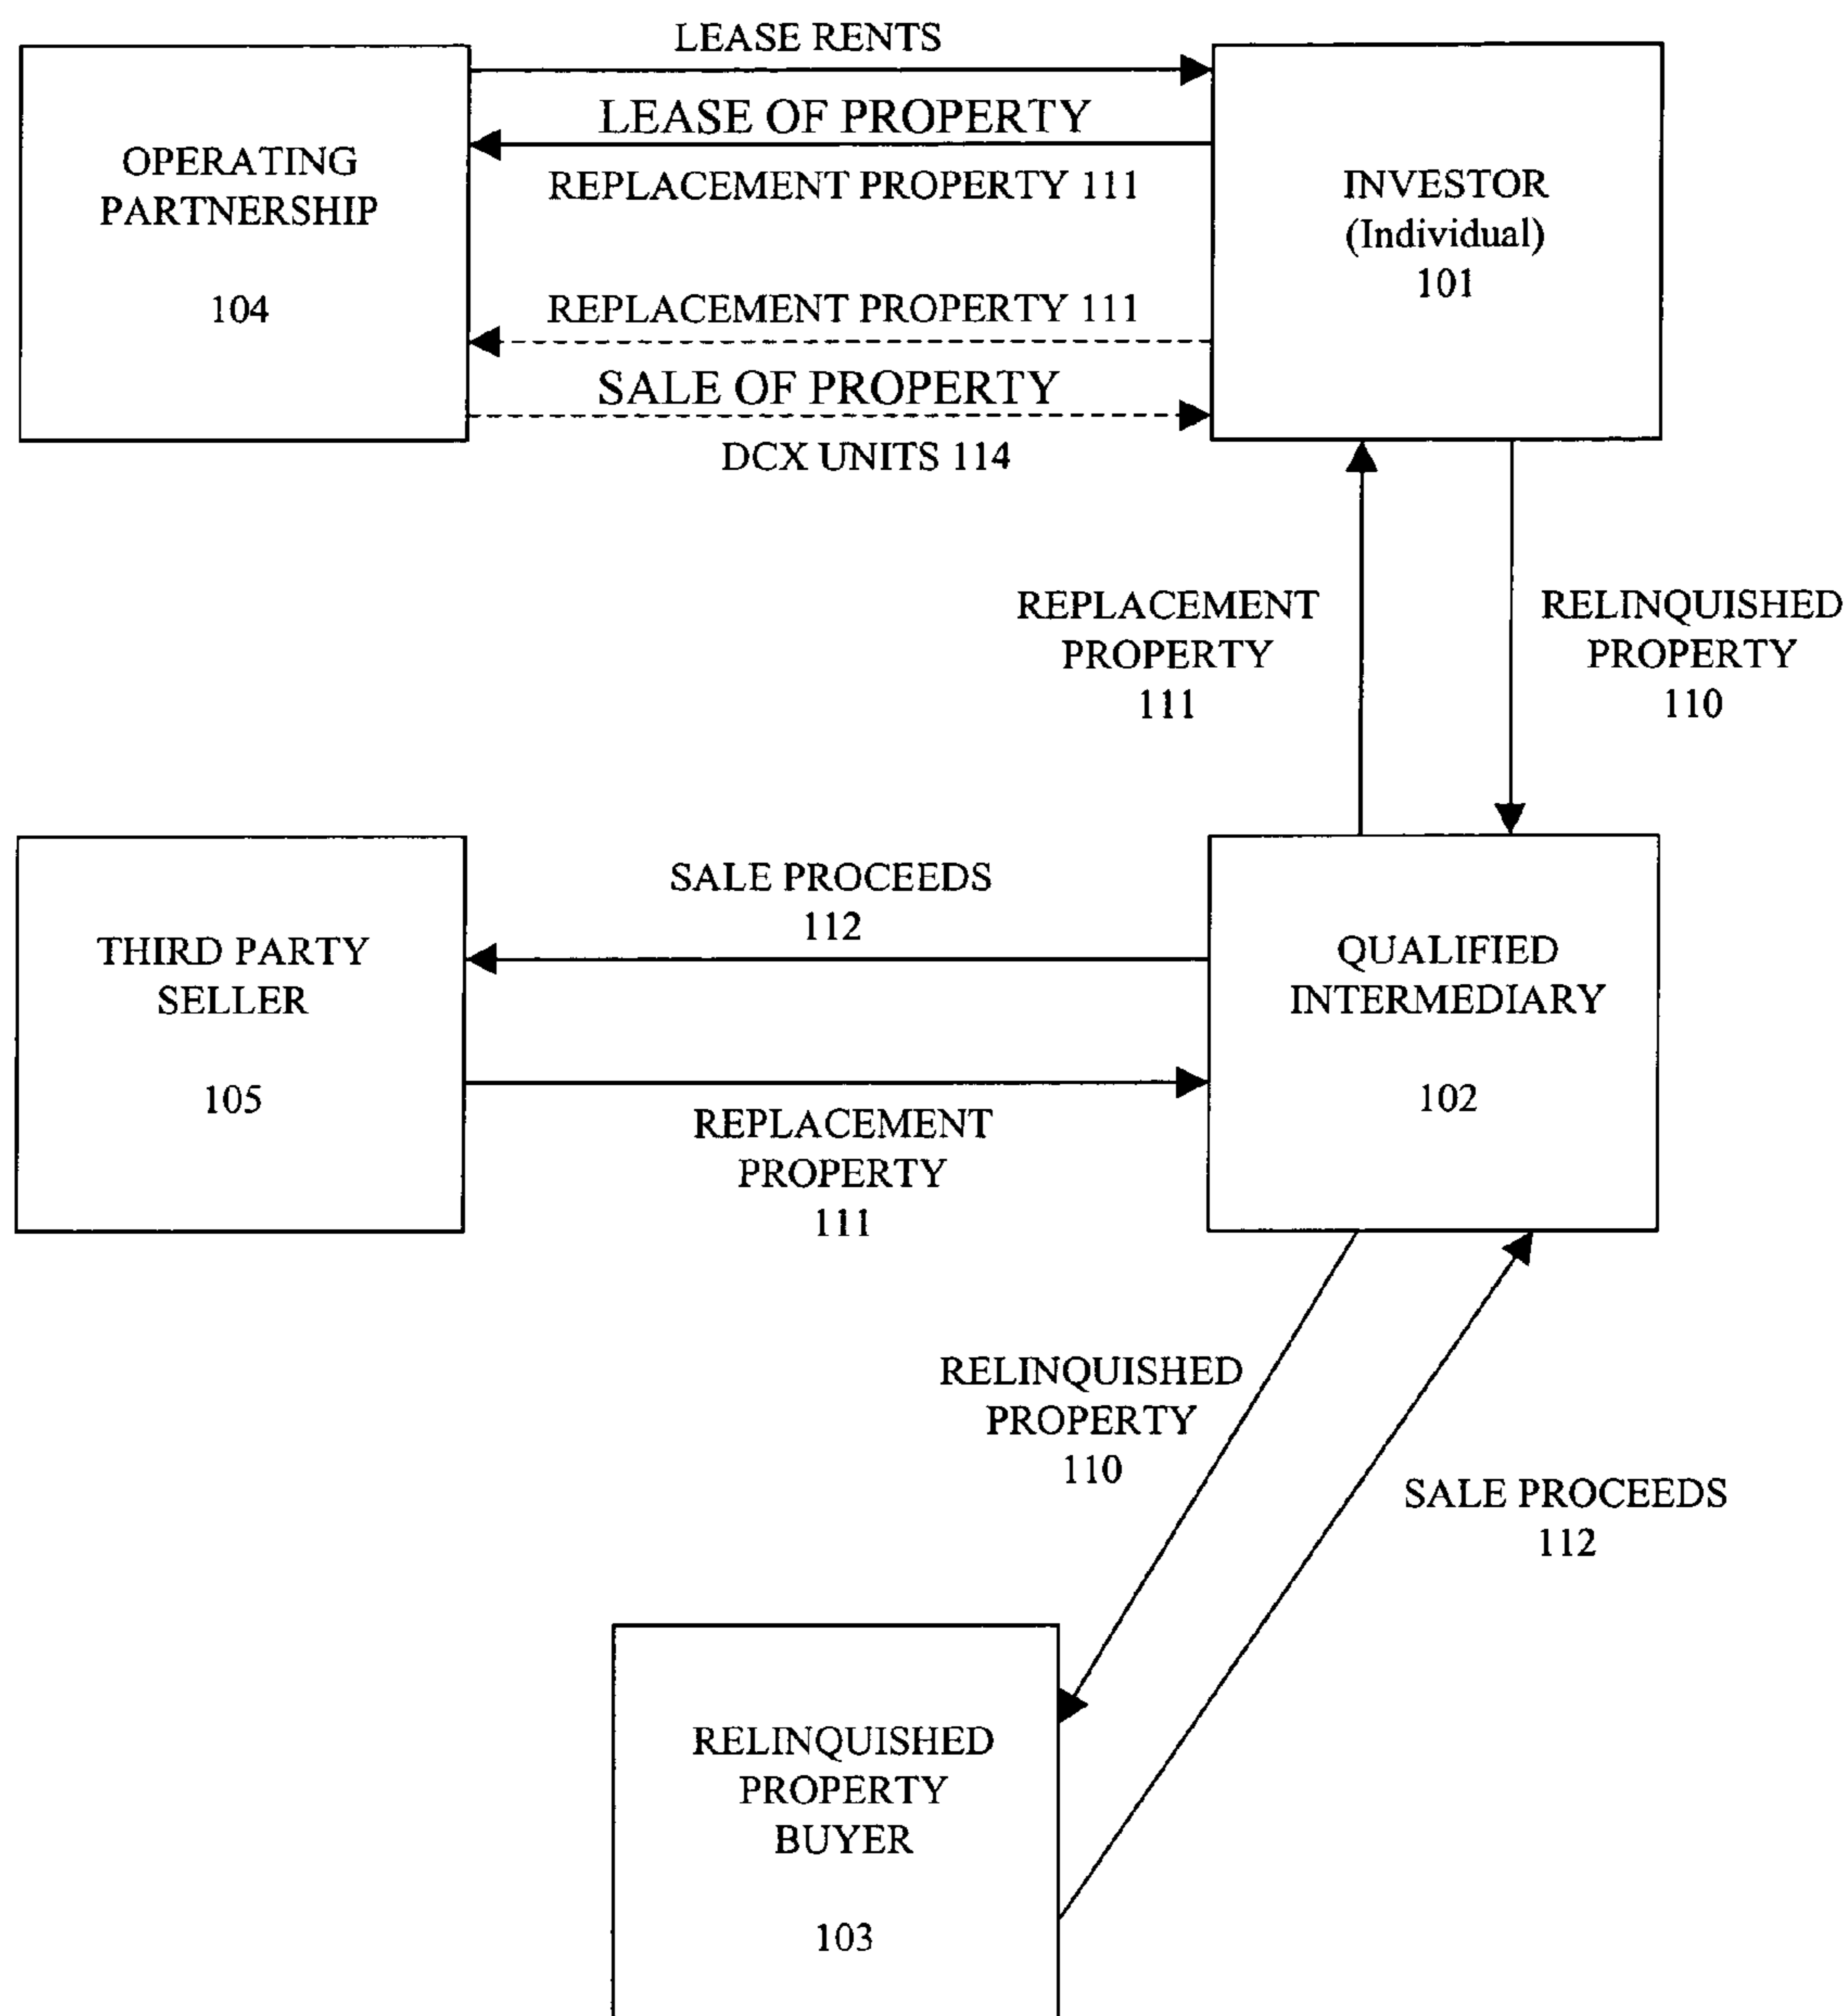 LEASE RENTS
LEASE OF PROPERTY
REPLACEMENT PROPERTY 111
OPERATING
PARTNERSHIP
104
INVESTOR
(Individual)
101
REPLACEMENT PROPERTY 111
SALE OF PROPERTY
DCX UNITS 114
REPLACEMENT
PROPERTY
111
RELINQUISHED
PROPERTY
110
THIRD PARTY
SELLER
105
SALE PROCEEDS
112
REPLACEMENT
PROPERTY
111
QUALIFIED
INTERMEDIARY
102
RELINQUISHED
PROPERTY
110
SALE PROCEEDS
112
RELINQUISHED
PROPERTY
BUYER
103